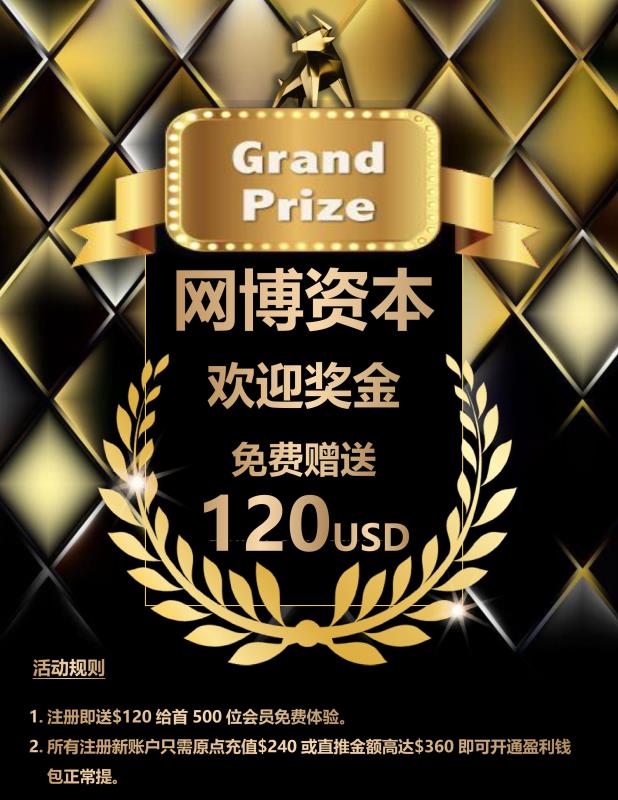 Grand
Prize
网博资本
欢迎奖金
免费赠送
120USD
活动规则
1. 注册即送$120 给首 500 位会员免费体验。
2. 所有注册新账户只需原点充值$240 或直推金额高达$360 即可开通盈利钱
包正常提。